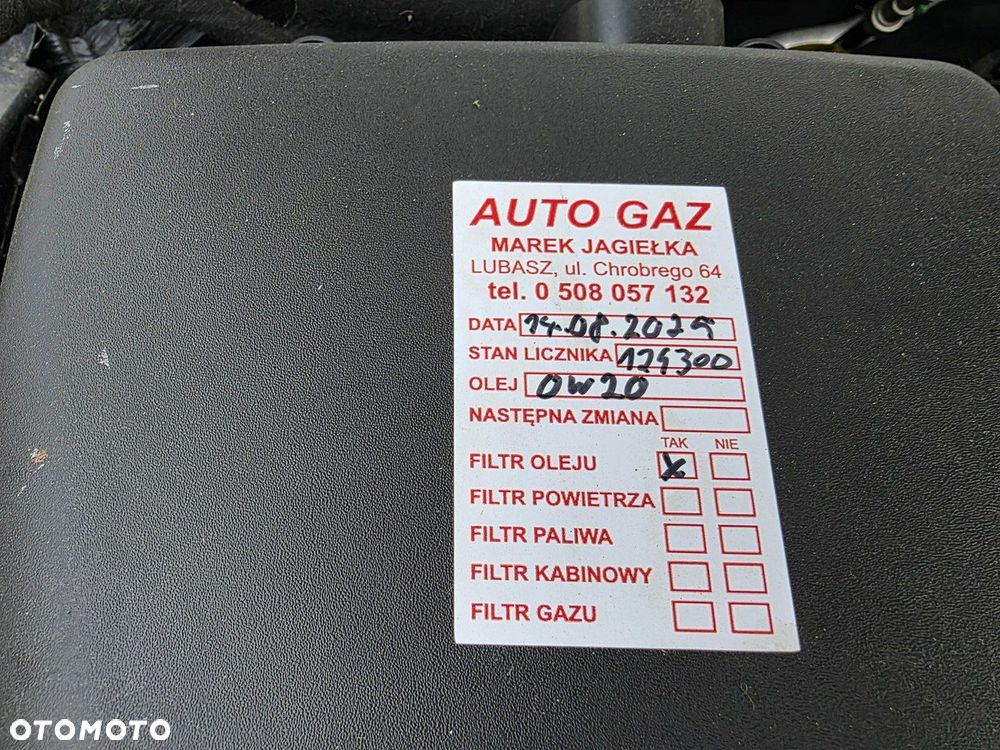 AUTO GAZ
MAREK JAGIEŁKA
LUBASZ, ul. Chrobrego 64
tel. 0 508 057 132
DATA 14.08.2025
STAN LICZNIKA 124300
OLEJ 0W20
NASTĘPNA ZMIANA
TAK NIE
FILTR OLEJU X
FILTR POWIETRZA
FILTR PALIWA
FILTR KABINOWY
FILTR GAZU
OTOMOTO